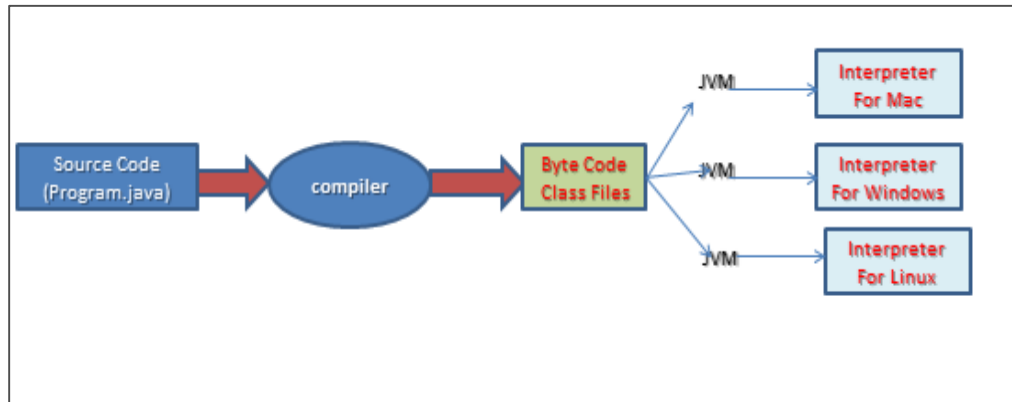 Source Code
(Program.java)
compiler
Byte Code
Class Files
JVM
Interpreter
For Mac
JVM
Interpreter
For Windows
JVM
Interpreter
For Linux